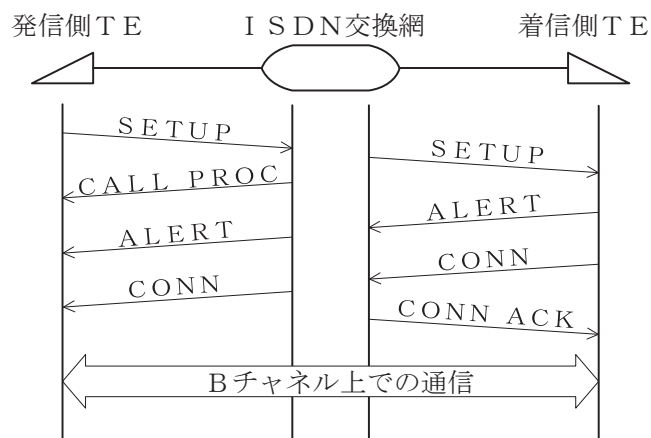 発信側ＴＥ
ＩＳＤＮ交換網
着信側ＴＥ
ＳＥＴＵＰ
ＳＥＴＵＰ
ＣＡＬＬ ＰＲＯＣ
ＡＬＥＲＴ
ＡＬＥＲＴ
ＣＯＮＮ
ＣＯＮＮ
ＣＯＮＮ ＡＣＫ
Ｂチャネル上での通信